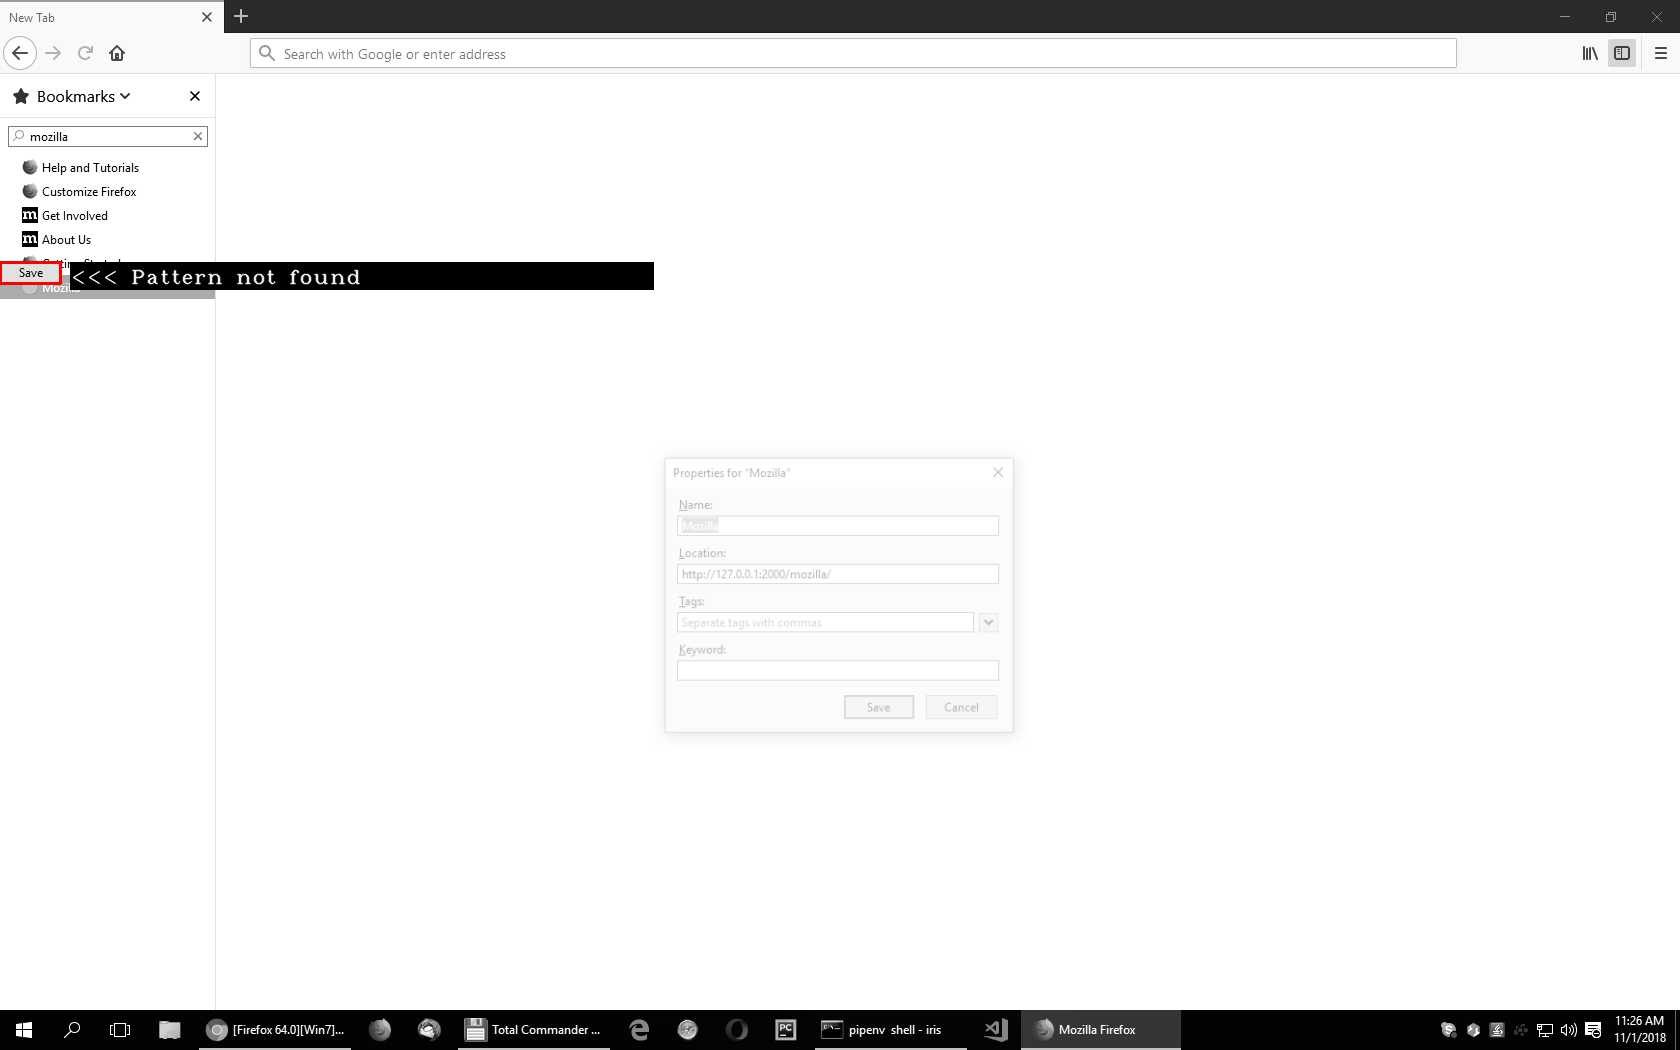 New Tab
Search with Google or enter address
Bookmarks
mozilla
Help and Tutorials
Customize Firefox
Get Involved
About Us
Save
<<< Pattern not found
Properties for "Mozilla"
Name:
Mozilla
Location:
http://127.0.0.1:2000/mozilla/
Tags:
Separate tags with commas
Keyword:
Save
Cancel
[Firefox 64.0][Win7]...
Total Commander ...
PC
pipenv shell - iris
Mozilla Firefox
11:26 AM
11/1/2018